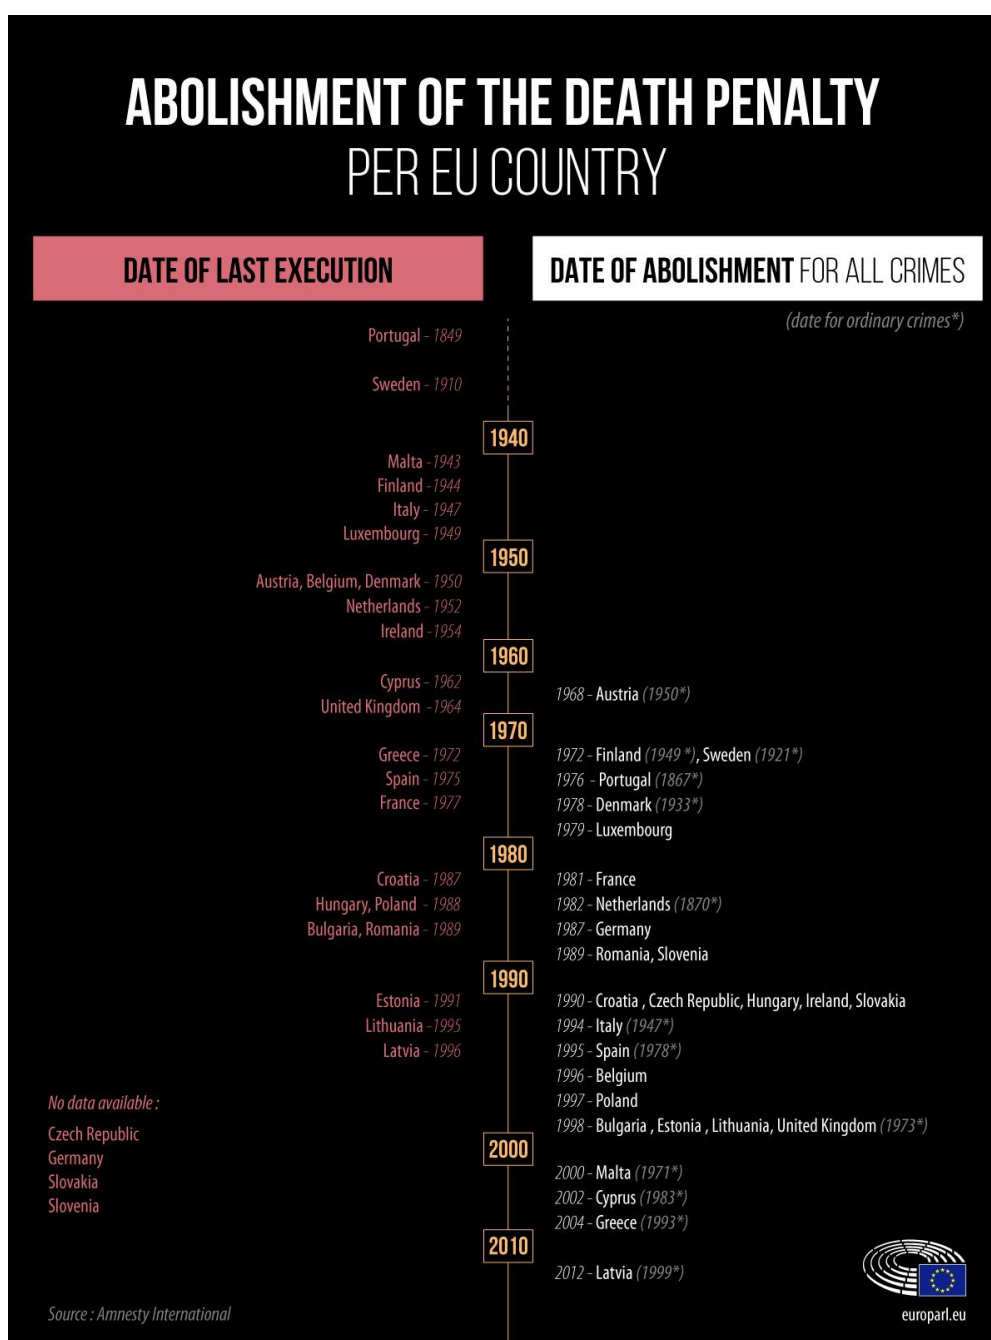 ABOLISHMENT OF THE DEATH PENALTY
PER EU COUNTRY
DATE OF LAST EXECUTION
Portugal - 1849
Sweden - 1910
Malta -1943
Finland - 1944
Italy - 1947
Luxembourg - 1949
Austria, Belgium, Denmark - 1950
Netherlands - 1952
Ireland -1954
Cyprus - 1962
United Kingdom -1964
Greece - 1972
Spain - 1975
France - 1977
Croatia - 1987
Hungary, Poland - 1988
Bulgaria, Romania - 1989
Estonia - 1991
Lithuania -1995
Latvia - 1996
No data available :
Czech Republic
Germany
Slovakia
Slovenia
1940
1950
1960
1970
1980
1990
2000
2010
DATE OF ABOLISHMENT FOR ALL CRIMES
(date for ordinary crimes*)
1968 - Austria (1950*)
1972 - Finland (1949 *), Sweden (1921*)
1976 - Portugal (1867*)
1978 - Denmark (1933*)
1979 - Luxembourg
1981 - France
1982 - Netherlands (1870*)
1987 - Germany
1989 - Romania, Slovenia
1990 - Croatia , Czech Republic, Hungary, Ireland, Slovakia
1994 - Italy (1947*)
1995 - Spain (1978*)
1996 - Belgium
1997 - Poland
1998 - Bulgaria , Estonia , Lithuania, United Kingdom (1973*)
2000 - Malta (1971*)
2002 - Cyprus (1983*)
2004 - Greece (1993*)
2012 - Latvia (1999*)
Source : Amnesty International
europarl.eu